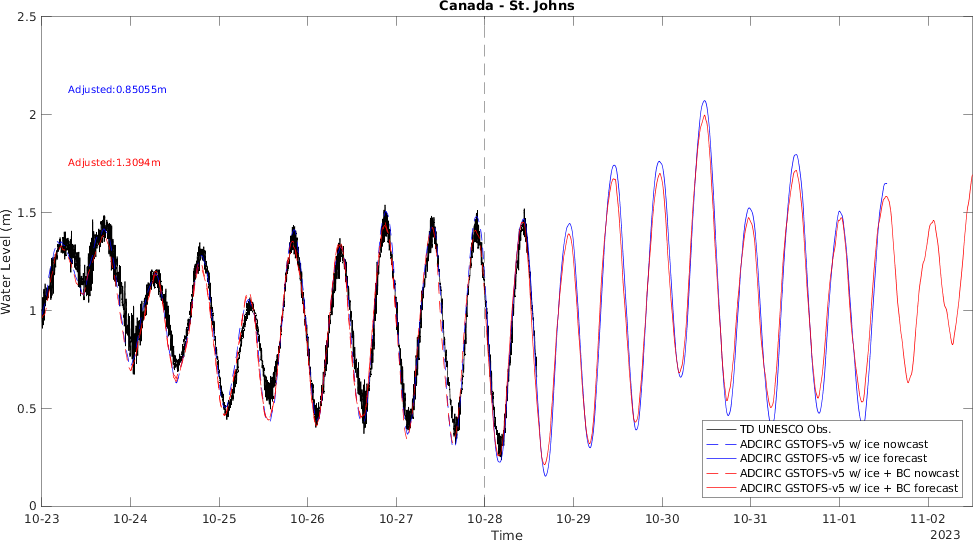 Canada - St. Johns
2.5
Adjusted:0.85055m
2
Adjusted:1.3094m
1.5
Water Level (m)
1
0.5
TD UNESCO Obs.
ADCIRC GSTOFS-v5 w/ ice nowcast
ADCIRC GSTOFS-v5 w/ ice forecast
ADCIRC GSTOFS-v5 w/ ice + BC nowcast
ADCIRC GSTOFS-v5 w/ ice + BC forecast
0
10-23 10-24 10-25 10-26 10-27 10-28 10-29 10-30 10-31 11-01 11-02
Time
2023